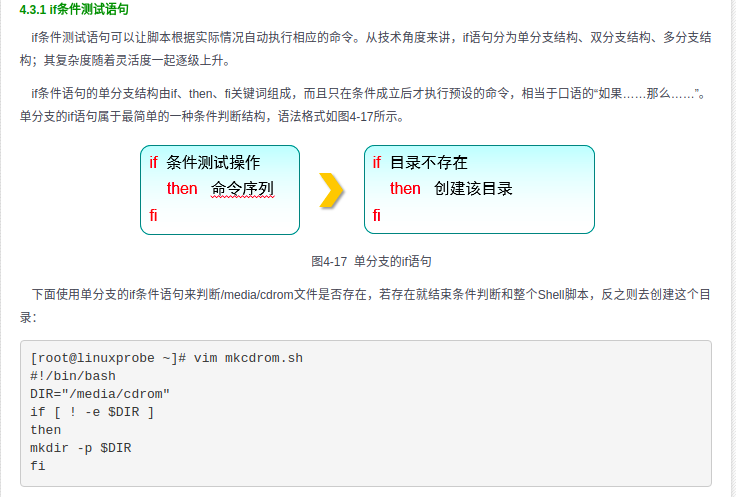 4.3.1 if条件测试语句
if条件测试语句可以让脚本根据实际情况自动执行相应的命令。从技术角度来讲，if语句分为单分支结构、双分支结构、多分支结
构；其复杂度随着灵活度一起逐级上升。
if条件语句的单分支结构由if、then、fi关键词组成，而且只在条件成立后才执行预设的命令，相当于口语的“如果……那么……”。
单分支的if语句属于最简单的一种条件判断结构，语法格式如图4-17所示。
if 条件测试操作
then 命令序列
fi
if 目录不存在
then 创建该目录
fi
图4-17 单分支的if语句
下面使用单分支的if条件语句来判断/media/cdrom文件是否存在，若存在就结束条件判断和整个Shell脚本，反之则去创建这个目
录：
[root@linuxprobe ~]# vim mkcdrom.sh
#!/bin/bash
DIR="/media/cdrom"
if [ ! -e $DIR ]
then
mkdir -p $DIR
fi